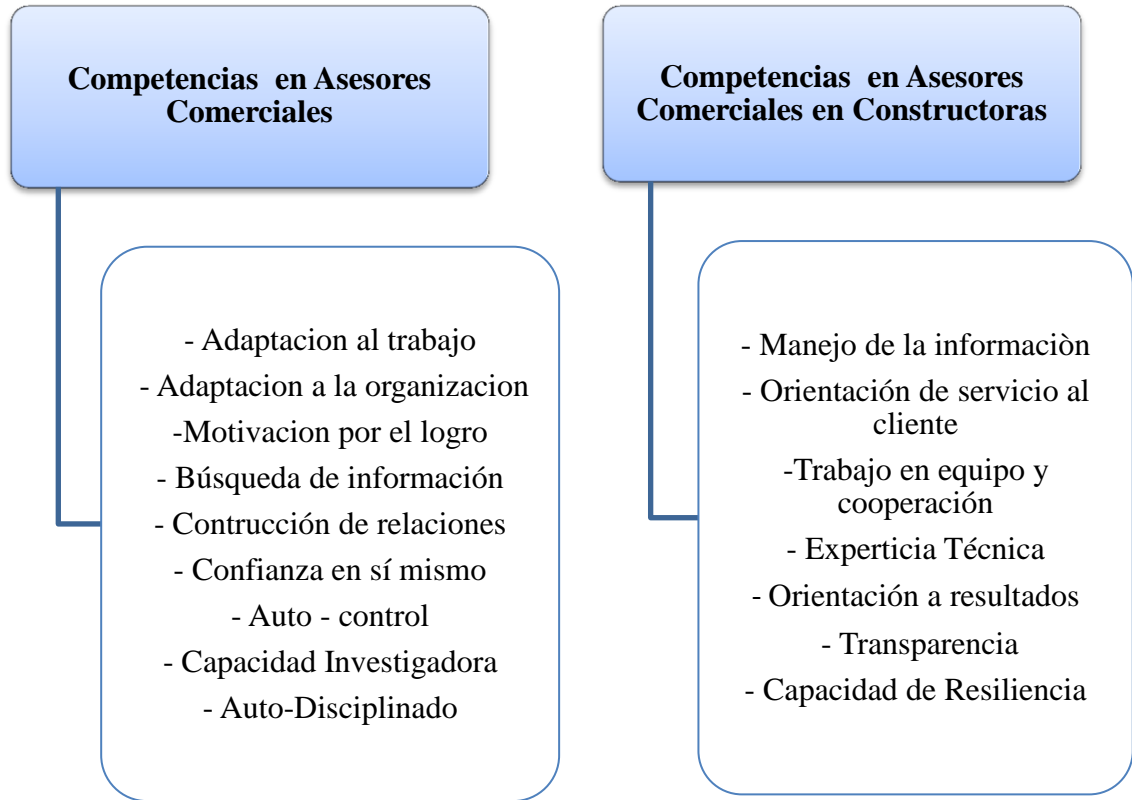 Competencias en Asesores
Comerciales
- Adaptacion al trabajo
- Adaptacion a la organizacion
-Motivacion por el logro
- Búsqueda de información
- Contrucción de relaciones
- Confianza en sí mismo
- Auto - control
- Capacidad Investigadora
- Auto-Disciplinado
Competencias en Asesores
Comerciales en Constructoras
- Manejo de la informaciòn
- Orientación de servicio al
cliente
-Trabajo en equipo y
cooperación
- Experticia Técnica
- Orientación a resultados
- Transparencia
- Capacidad de Resiliencia